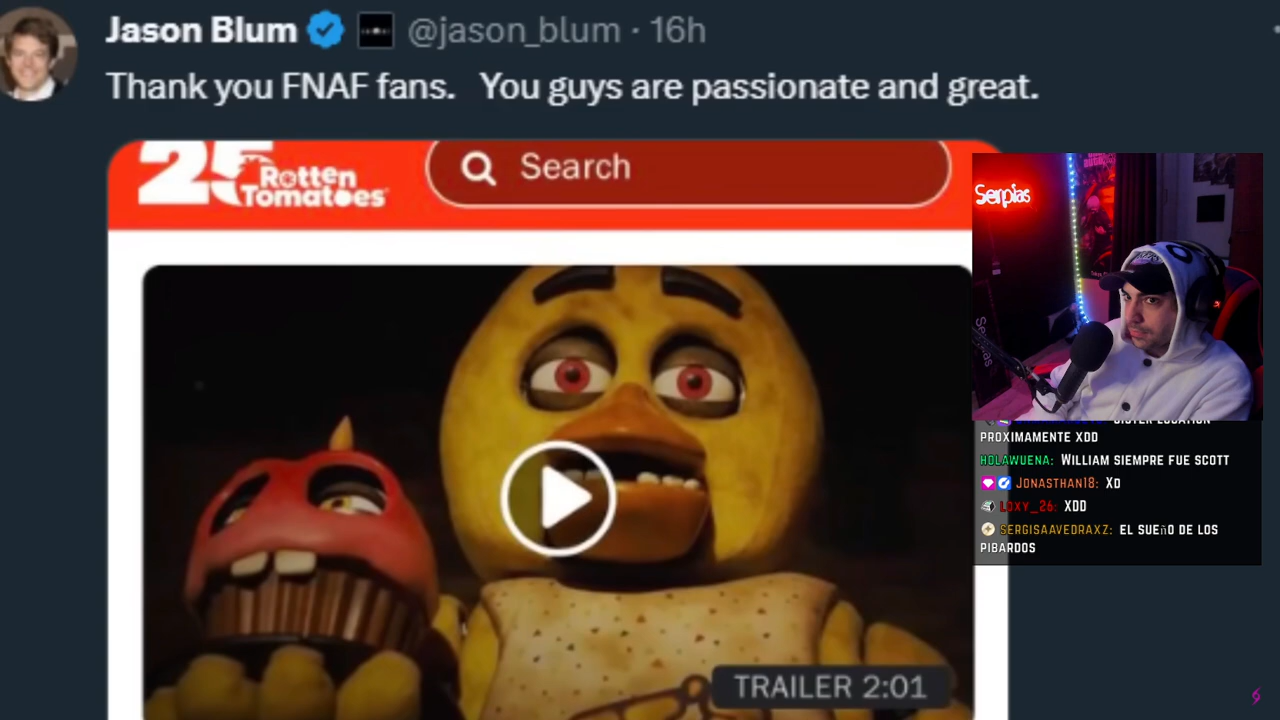 Jason Blum @jason_blum · 16h
Thank you FNAF fans. You guys are passionate and great.
25 Rotten
Tomatoes
Search
Serpias
TRAILER 2:01
PROXIMAMENTE XDD
HOLAWUENA: WILLIAM SIEMPRE FUE SCOTT
JONASTHAN18: XD
LOXY_26: XDD
SERGISAAVEDRAXZ: EL SUEÑO DE LOS
PIBARDOS